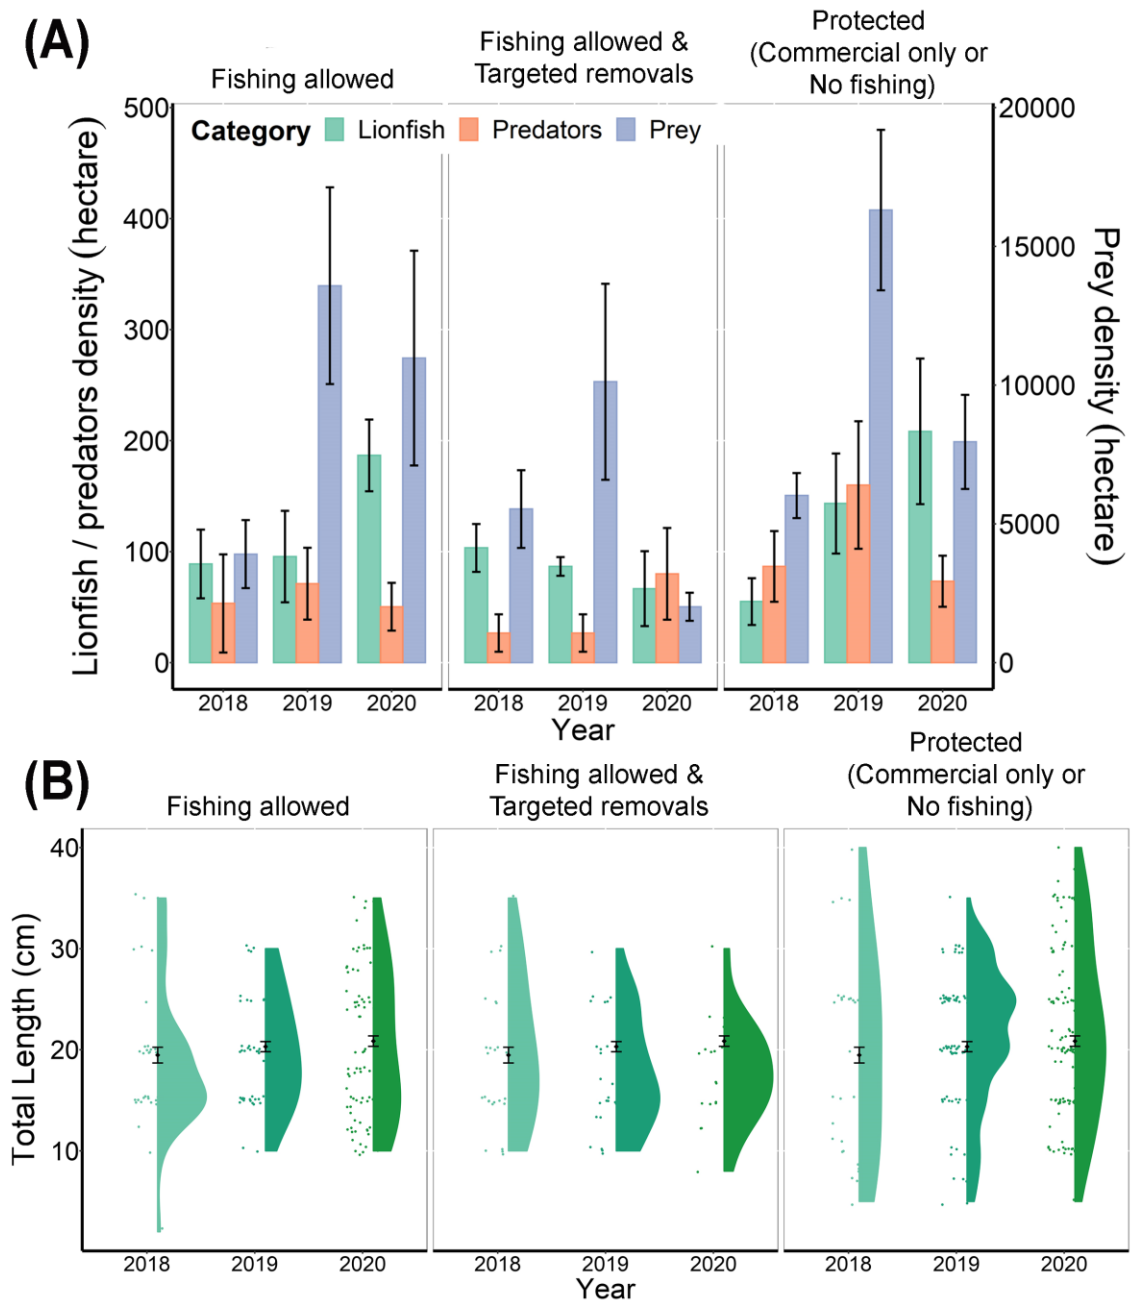 (A)
Fishing allowed
Fishing allowed &
Targeted removals
Protected
(Commercial only or
No fishing)
Category Lionfish Predators Prey
Lionfish / predators density (hectare)
500
400
300
200
100
0
Prey density (hectare)
20000
15000
10000
5000
0
2018 2019 2020
2018 2019 2020
2018 2019 2020
Year
(B)
Fishing allowed
Fishing allowed &
Targeted removals
Protected
(Commercial only or
No fishing)
Total Length (cm)
40
30
20
10
2018 2019 2020
2018 2019 2020
2018 2019 2020
Year